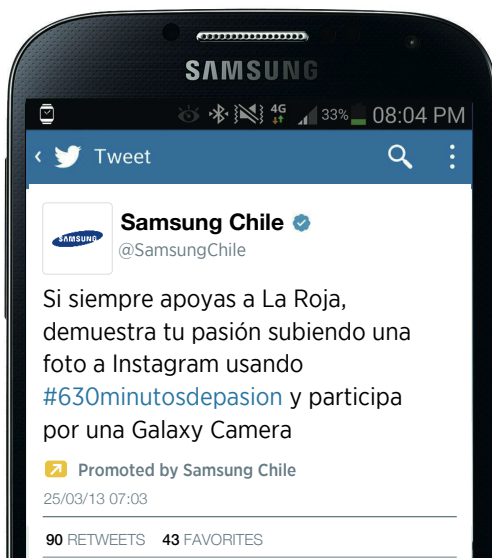 SAMSUNG
4G 33% 08:04 PM
Tweet
SAMSUNG
Samsung Chile
@SamsungChile
Si siempre apoyas a La Roja,
demuestra tu pasión subiendo una
foto a Instagram usando
#630minutosdepasion y participa
por una Galaxy Camera
Promoted by Samsung Chile
25/03/13 07:03
90 RETWEETS 43 FAVORITES